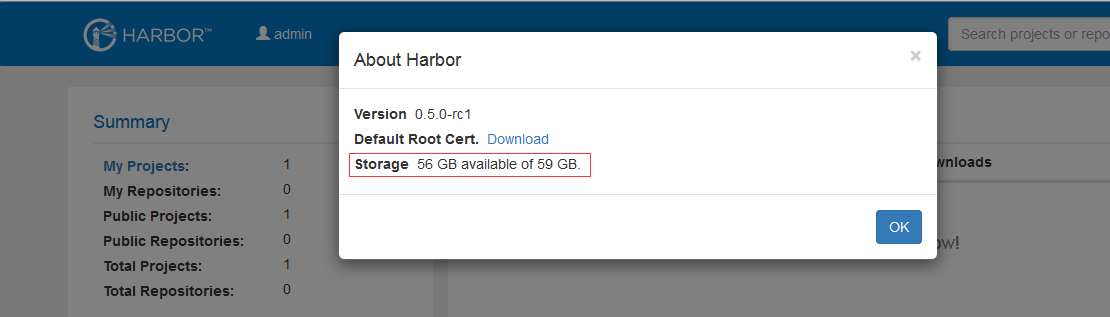 HARBOR™ admin Search projects or repo
About Harbor ×
Version 0.5.0-rc1
Default Root Cert. Download
Storage 56 GB available of 59 GB.
OK
Summary
My Projects: 1
My Repositories: 0
Public Projects: 1
Public Repositories: 0
Total Projects: 1
Total Repositories: 0
wnloads
ow!